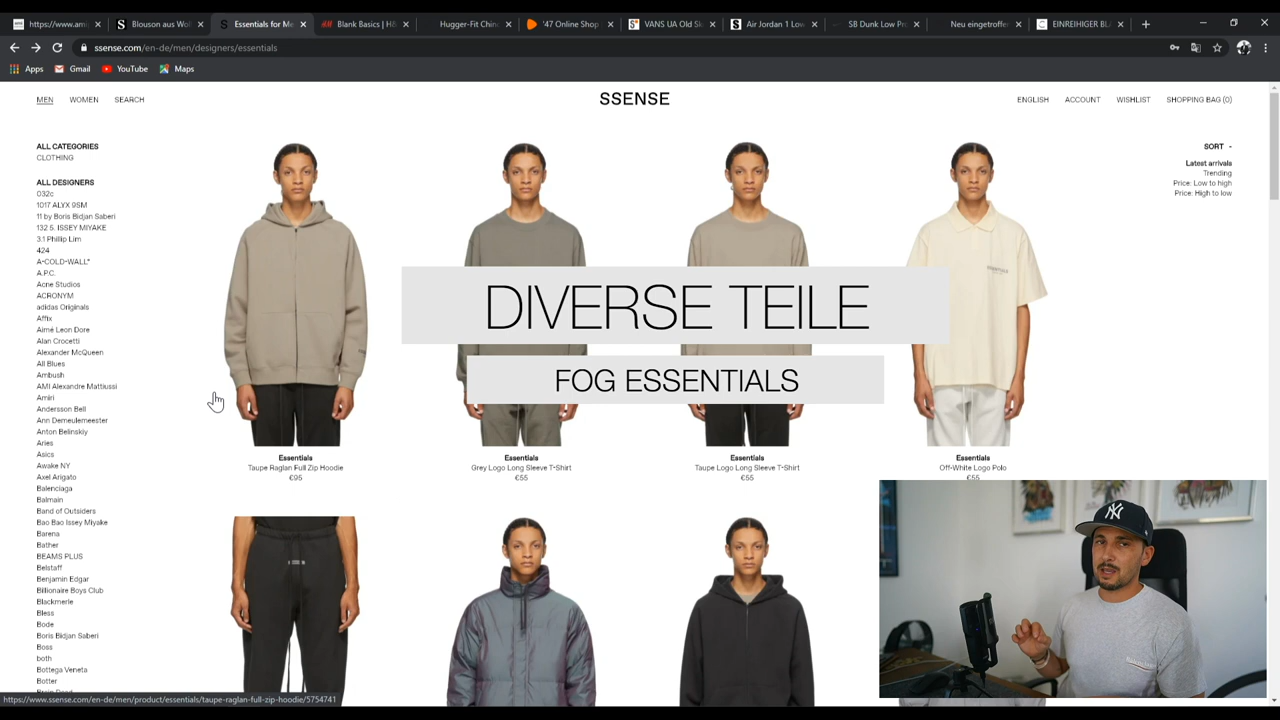 https://www.am
Blouson aus Wo
Essentials for Me
Blank Basics | H&
Hugger-Fit Chin
'47 Online Shop
VANS UA Old Sk
Air Jordan 1 Low
SB Dunk Low Pr
Neu eingetroffen
EINREIHIGER BL
ssense.com/en-de/men/designers/essentials
Apps
Gmail
YouTube
Maps
MEN
WOMEN
SEARCH
SSENSE
ENGLISH
ACCOUNT
WISHLIST
SHOPPING BAG (0)
ALL CATEGORIES
CLOTHING
ALL DESIGNERS
032c
1017 ALYX 9SM
11 by Boris Bidjan Saberi
132 5. ISSEY MIYAKE
3.1 Phillip Lim
424
A-COLD-WALL*
A.P.C.
Acne Studios
ACRONYM
adidas Originals
Affix
Aimé Leon Dore
Alan Crocetti
Alexander McQueen
All Blues
Ambush
AMI Alexandre Mattiussi
Amiri
Andersson Bell
Ann Demeulemeester
Anton Belinskiy
Aries
Asics
Awake NY
Axel Arigato
Balenciaga
Balmain
Band of Outsiders
Bao Bao Issey Miyake
Barena
Bather
BEAMS PLUS
Belstaff
Benjamin Edgar
Billionaire Boys Club
Blackmerle
Bless
Bode
Boris Bidjan Saberi
Boss
both
Bottega Veneta
Botter
Brain Dead
SORT -
Latest arrivals
Trending
Price: Low to high
Price: High to low
ESSENTIALS
DIVERSE TEILE
FOG ESSENTIALS
Essentials
Taupe Raglan Full Zip Hoodie
€95
Essentials
Grey Logo Long Sleeve T-Shirt
€55
Essentials
Taupe Logo Long Sleeve T-Shirt
€55
Essentials
Off-White Logo Polo
€55
NY
https://www.ssense.com/en-de/men/product/essentials/taupe-raglan-full-zip-hoodie/5754741